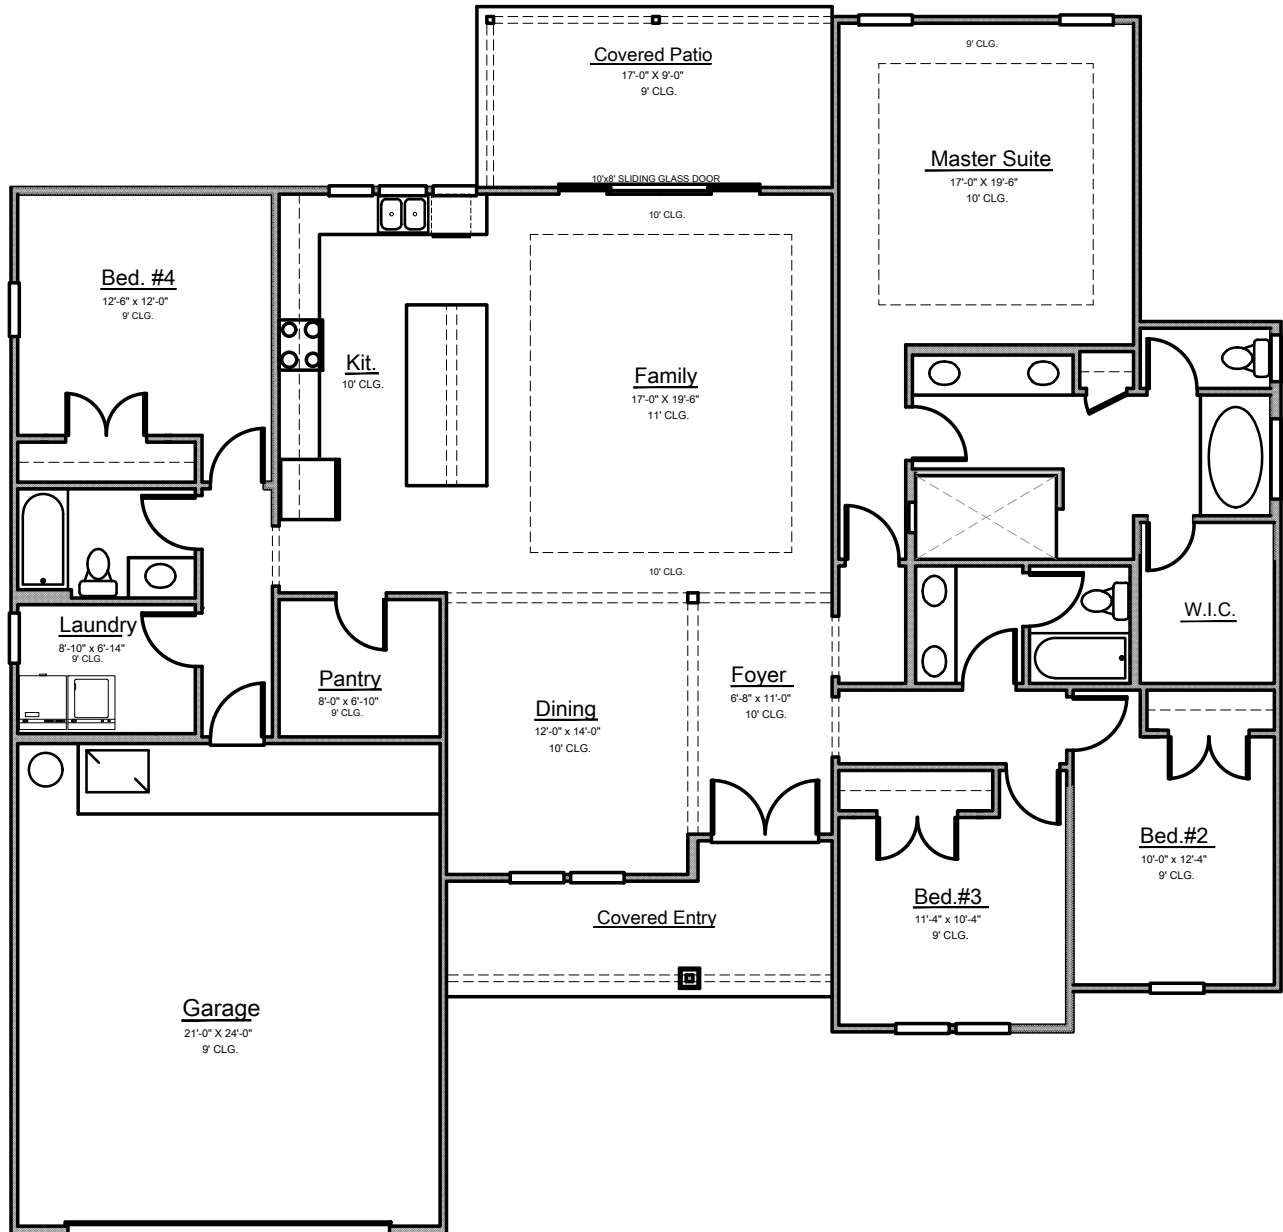 9' CLG.
Covered Patio
17'-0" X 9'-0"
9' CLG.
Master Suite
17'-0" X 19'-6"
10' CLG.
10'x8' SLIDING GLASS DOOR
10' CLG.
Bed. #4
12'-6" x 12'-0"
9' CLG.
Kit.
10' CLG.
Family
17'-0" X 19'-6"
11' CLG.
10' CLG.
Laundry
8'-10" x 6'-14"
9' CLG.
W.I.C.
Pantry
8'-0" x 6'-10"
9' CLG.
Foyer
6'-8" x 11'-0"
10' CLG.
Dining
12'-0" x 14'-0"
10' CLG.
Bed.#2
10'-0" x 12'-4"
9' CLG.
Bed.#3
11'-4" x 10'-4"
9' CLG.
Covered Entry
Garage
21'-0" X 24'-0"
9' CLG.